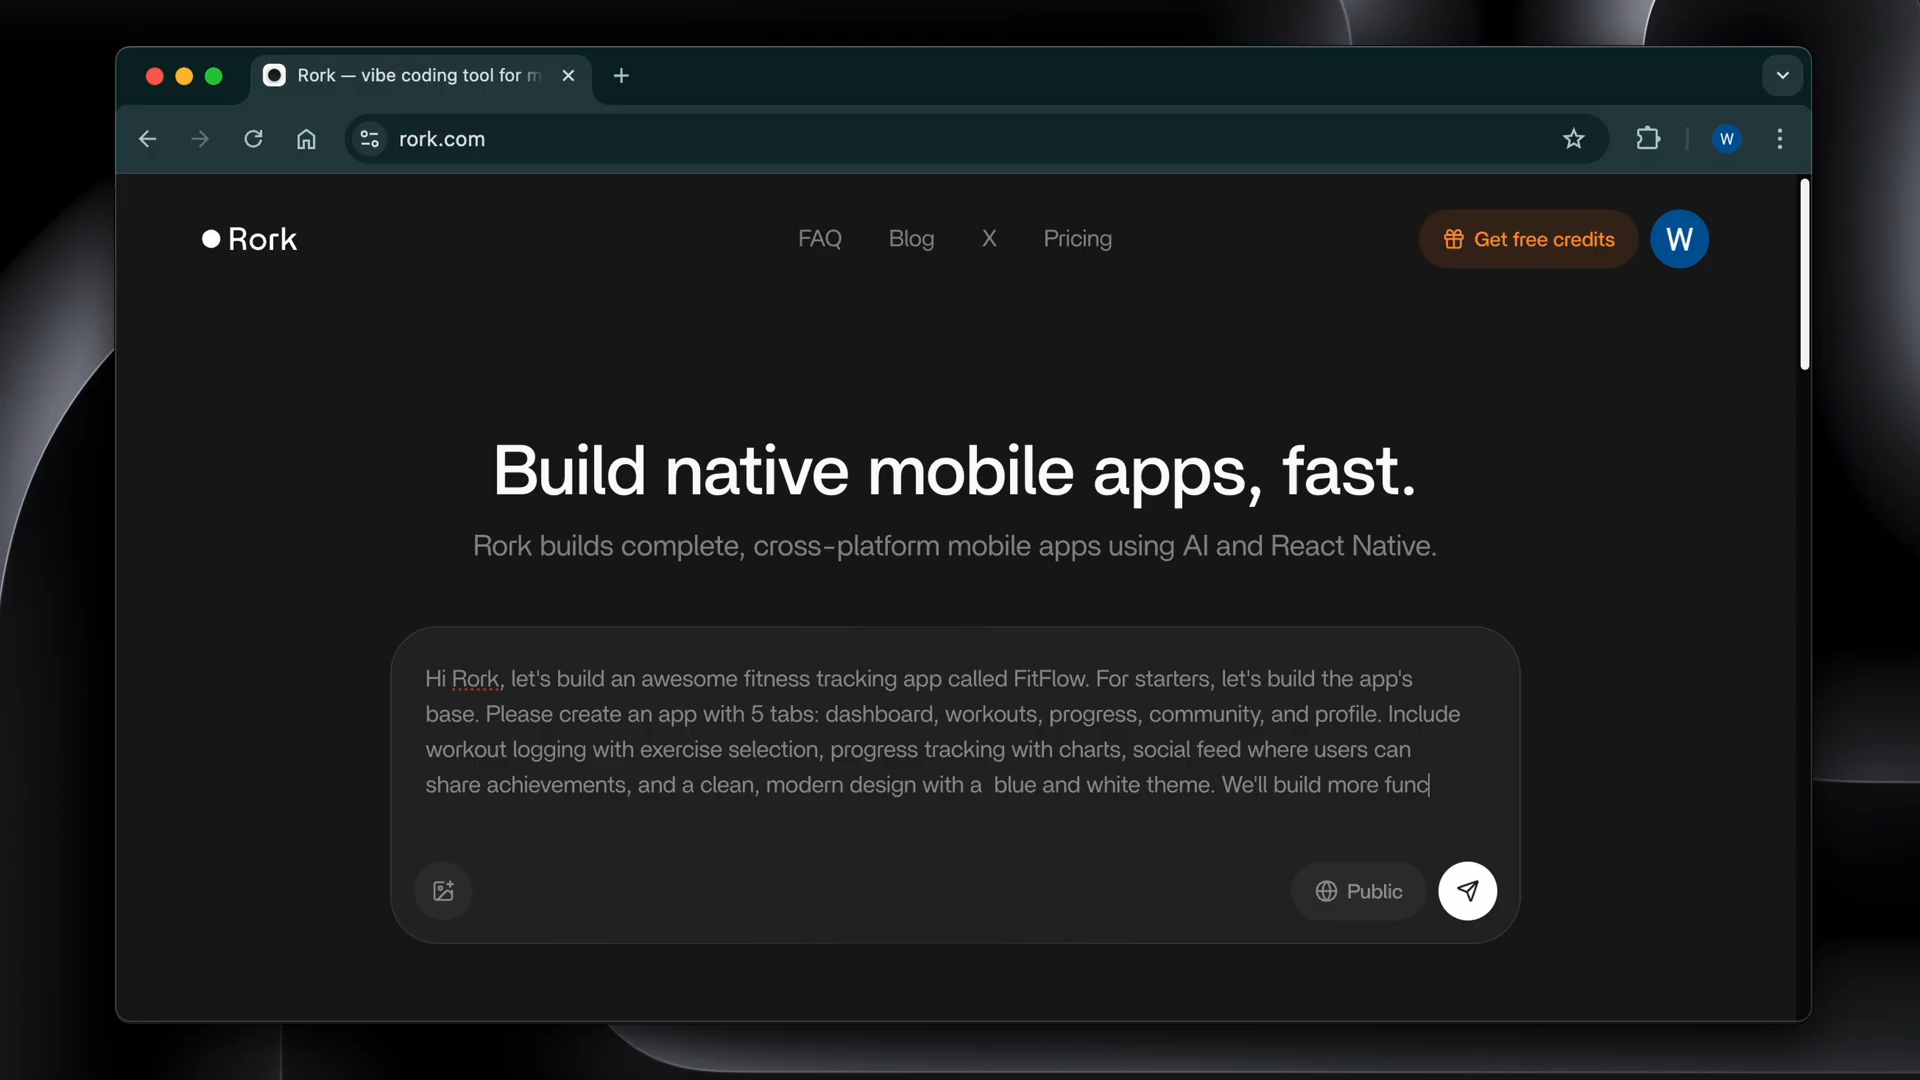 Rork — vibe coding tool for m
rork.com
W
Rork
FAQ
Blog
X
Pricing
Get free credits
W
Build native mobile apps, fast.
Rork builds complete, cross-platform mobile apps using AI and React Native.
Hi Rork, let's build an awesome fitness tracking app called FitFlow. For starters, let's build the app's
base. Please create an app with 5 tabs: dashboard, workouts, progress, community, and profile. Include
workout logging with exercise selection, progress tracking with charts, social feed where users can
share achievements, and a clean, modern design with a  blue and white theme. We'll build more func
Public